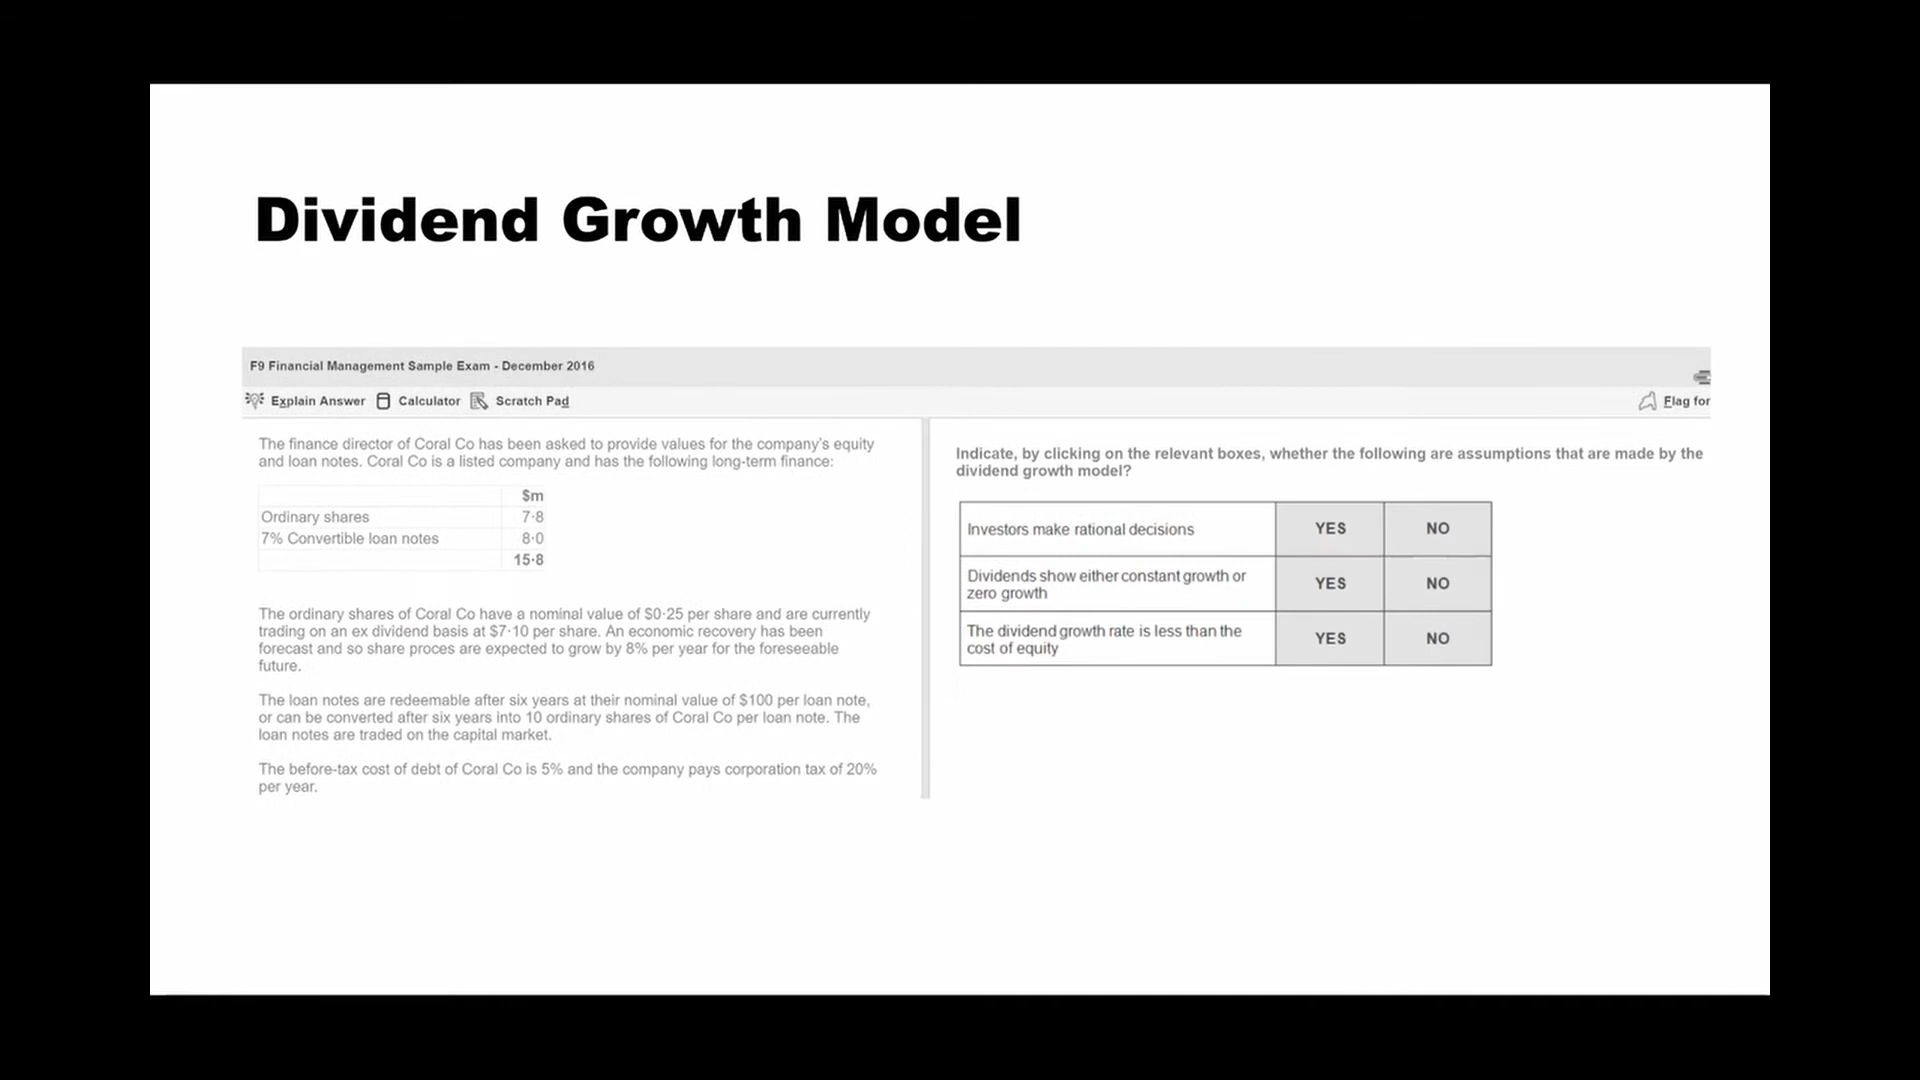 Dividend Growth Model
F9 Financial Management Sample Exam - December 2016
Explain Answer Calculator Scratch Pad Flag for
The finance director of Coral Co has been asked to provide values for the company's equity
and loan notes. Coral Co is a listed company and has the following long-term finance:
$m
Ordinary shares 7·8
7% Convertible loan notes 8·0
15·8
The ordinary shares of Coral Co have a nominal value of $0·25 per share and are currently
trading on an ex dividend basis at $7·10 per share. An economic recovery has been
forecast and so share proces are expected to grow by 8% per year for the foreseeable
future.
The loan notes are redeemable after six years at their nominal value of $100 per loan note,
or can be converted after six years into 10 ordinary shares of Coral Co per loan note. The
loan notes are traded on the capital market.
The before-tax cost of debt of Coral Co is 5% and the company pays corporation tax of 20%
per year.
Indicate, by clicking on the relevant boxes, whether the following are assumptions that are made by the
dividend growth model?
Investors make rational decisions YES NO
Dividends show either constant growth or
zero growth YES NO
The dividend growth rate is less than the
cost of equity YES NO